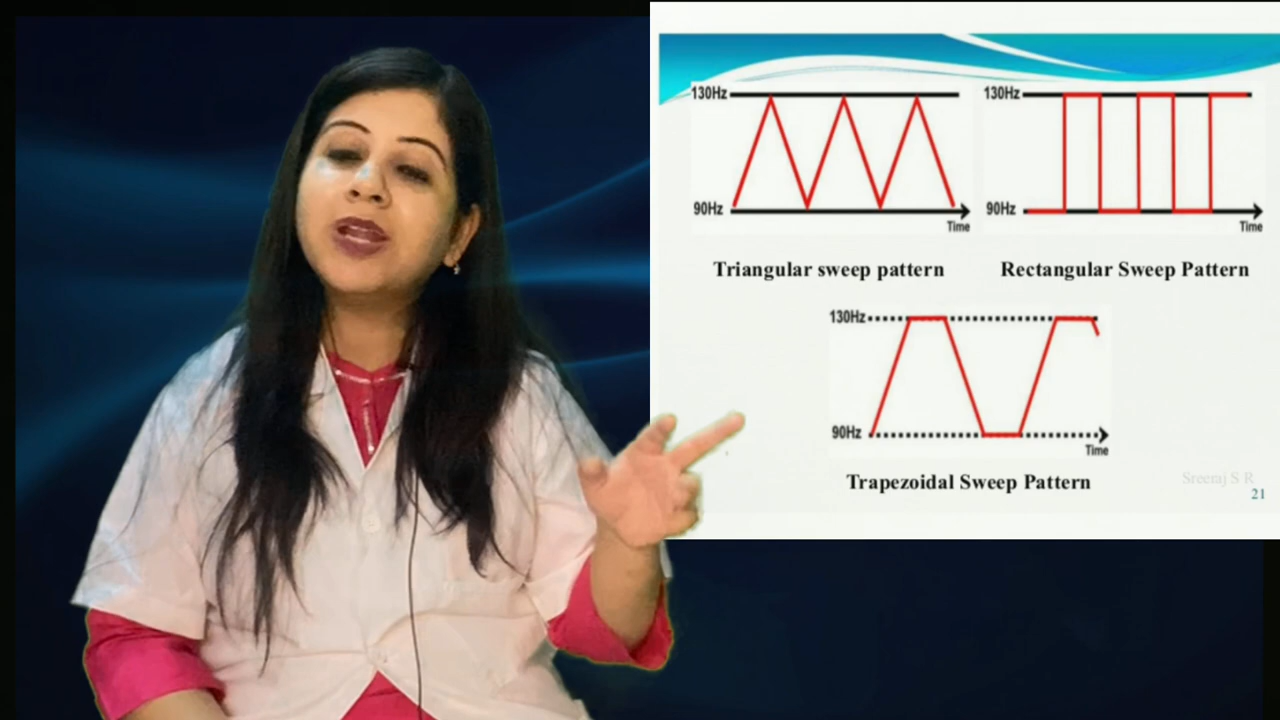 130Hz
90Hz
Time
Triangular sweep pattern
130Hz
90Hz
Time
Rectangular Sweep Pattern
130Hz
90Hz
Time
Trapezoidal Sweep Pattern
Sreeraj S R
21